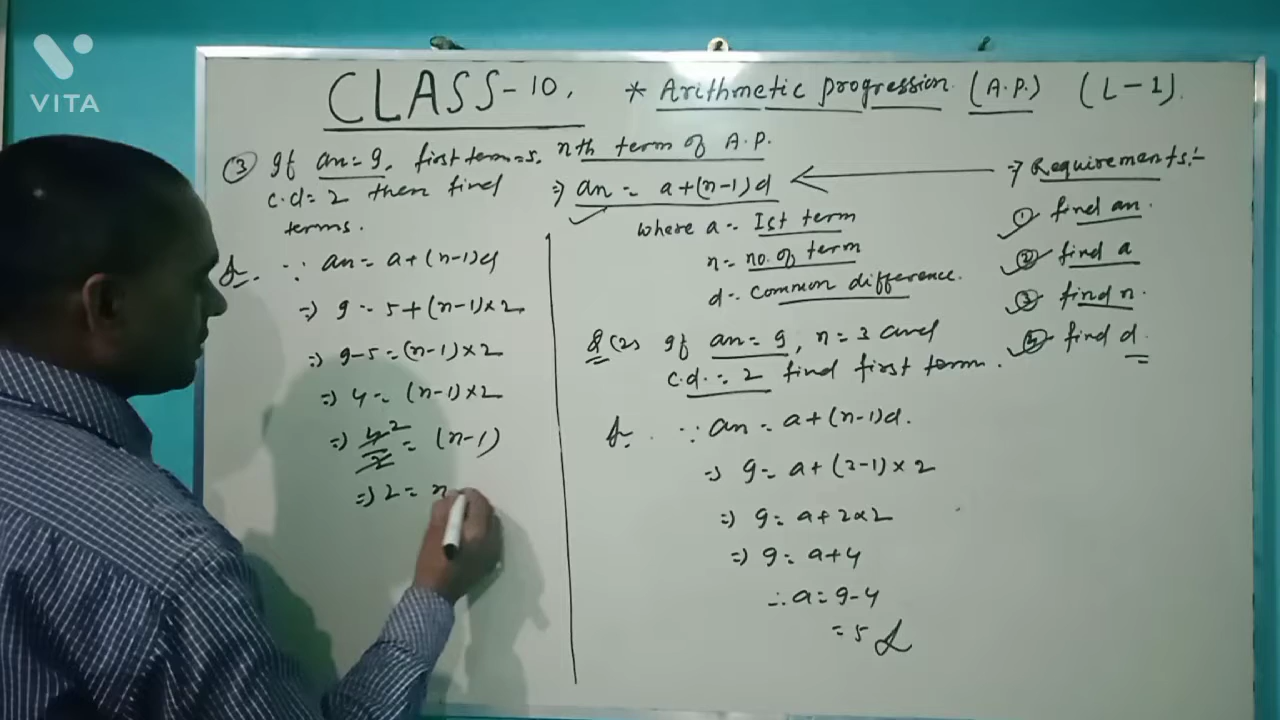 VITA
CLASS-10. * Arithmetic progression (A.P.) (L-1).
nth term of A.P.
⇒ an = a+(n-1)d
where a = Ist term
n = no. of term
d = common difference.
⇒ Requirements:-
① find an.
② find a
③ find n.
find d.
Q(2) If an = 9, n = 3 and
c.d. = 2 find first term.
∵ an = a+(n-1)d.
⇒ 9 = a+(3-1)×2
⇒ 9 = a+2×2
⇒ 9 = a+4
∴ a = 9-4
= 5
③ If an = 9, first term = 5,
c.d = 2 then find
terms.
∵ an = a+(n-1)d
⇒ 9 = 5+(n-1)×2
⇒ 9-5 = (n-1)×2
⇒ 4 = (n-1)×2
⇒ 4/2 2 = (n-1)
⇒ 2 = n